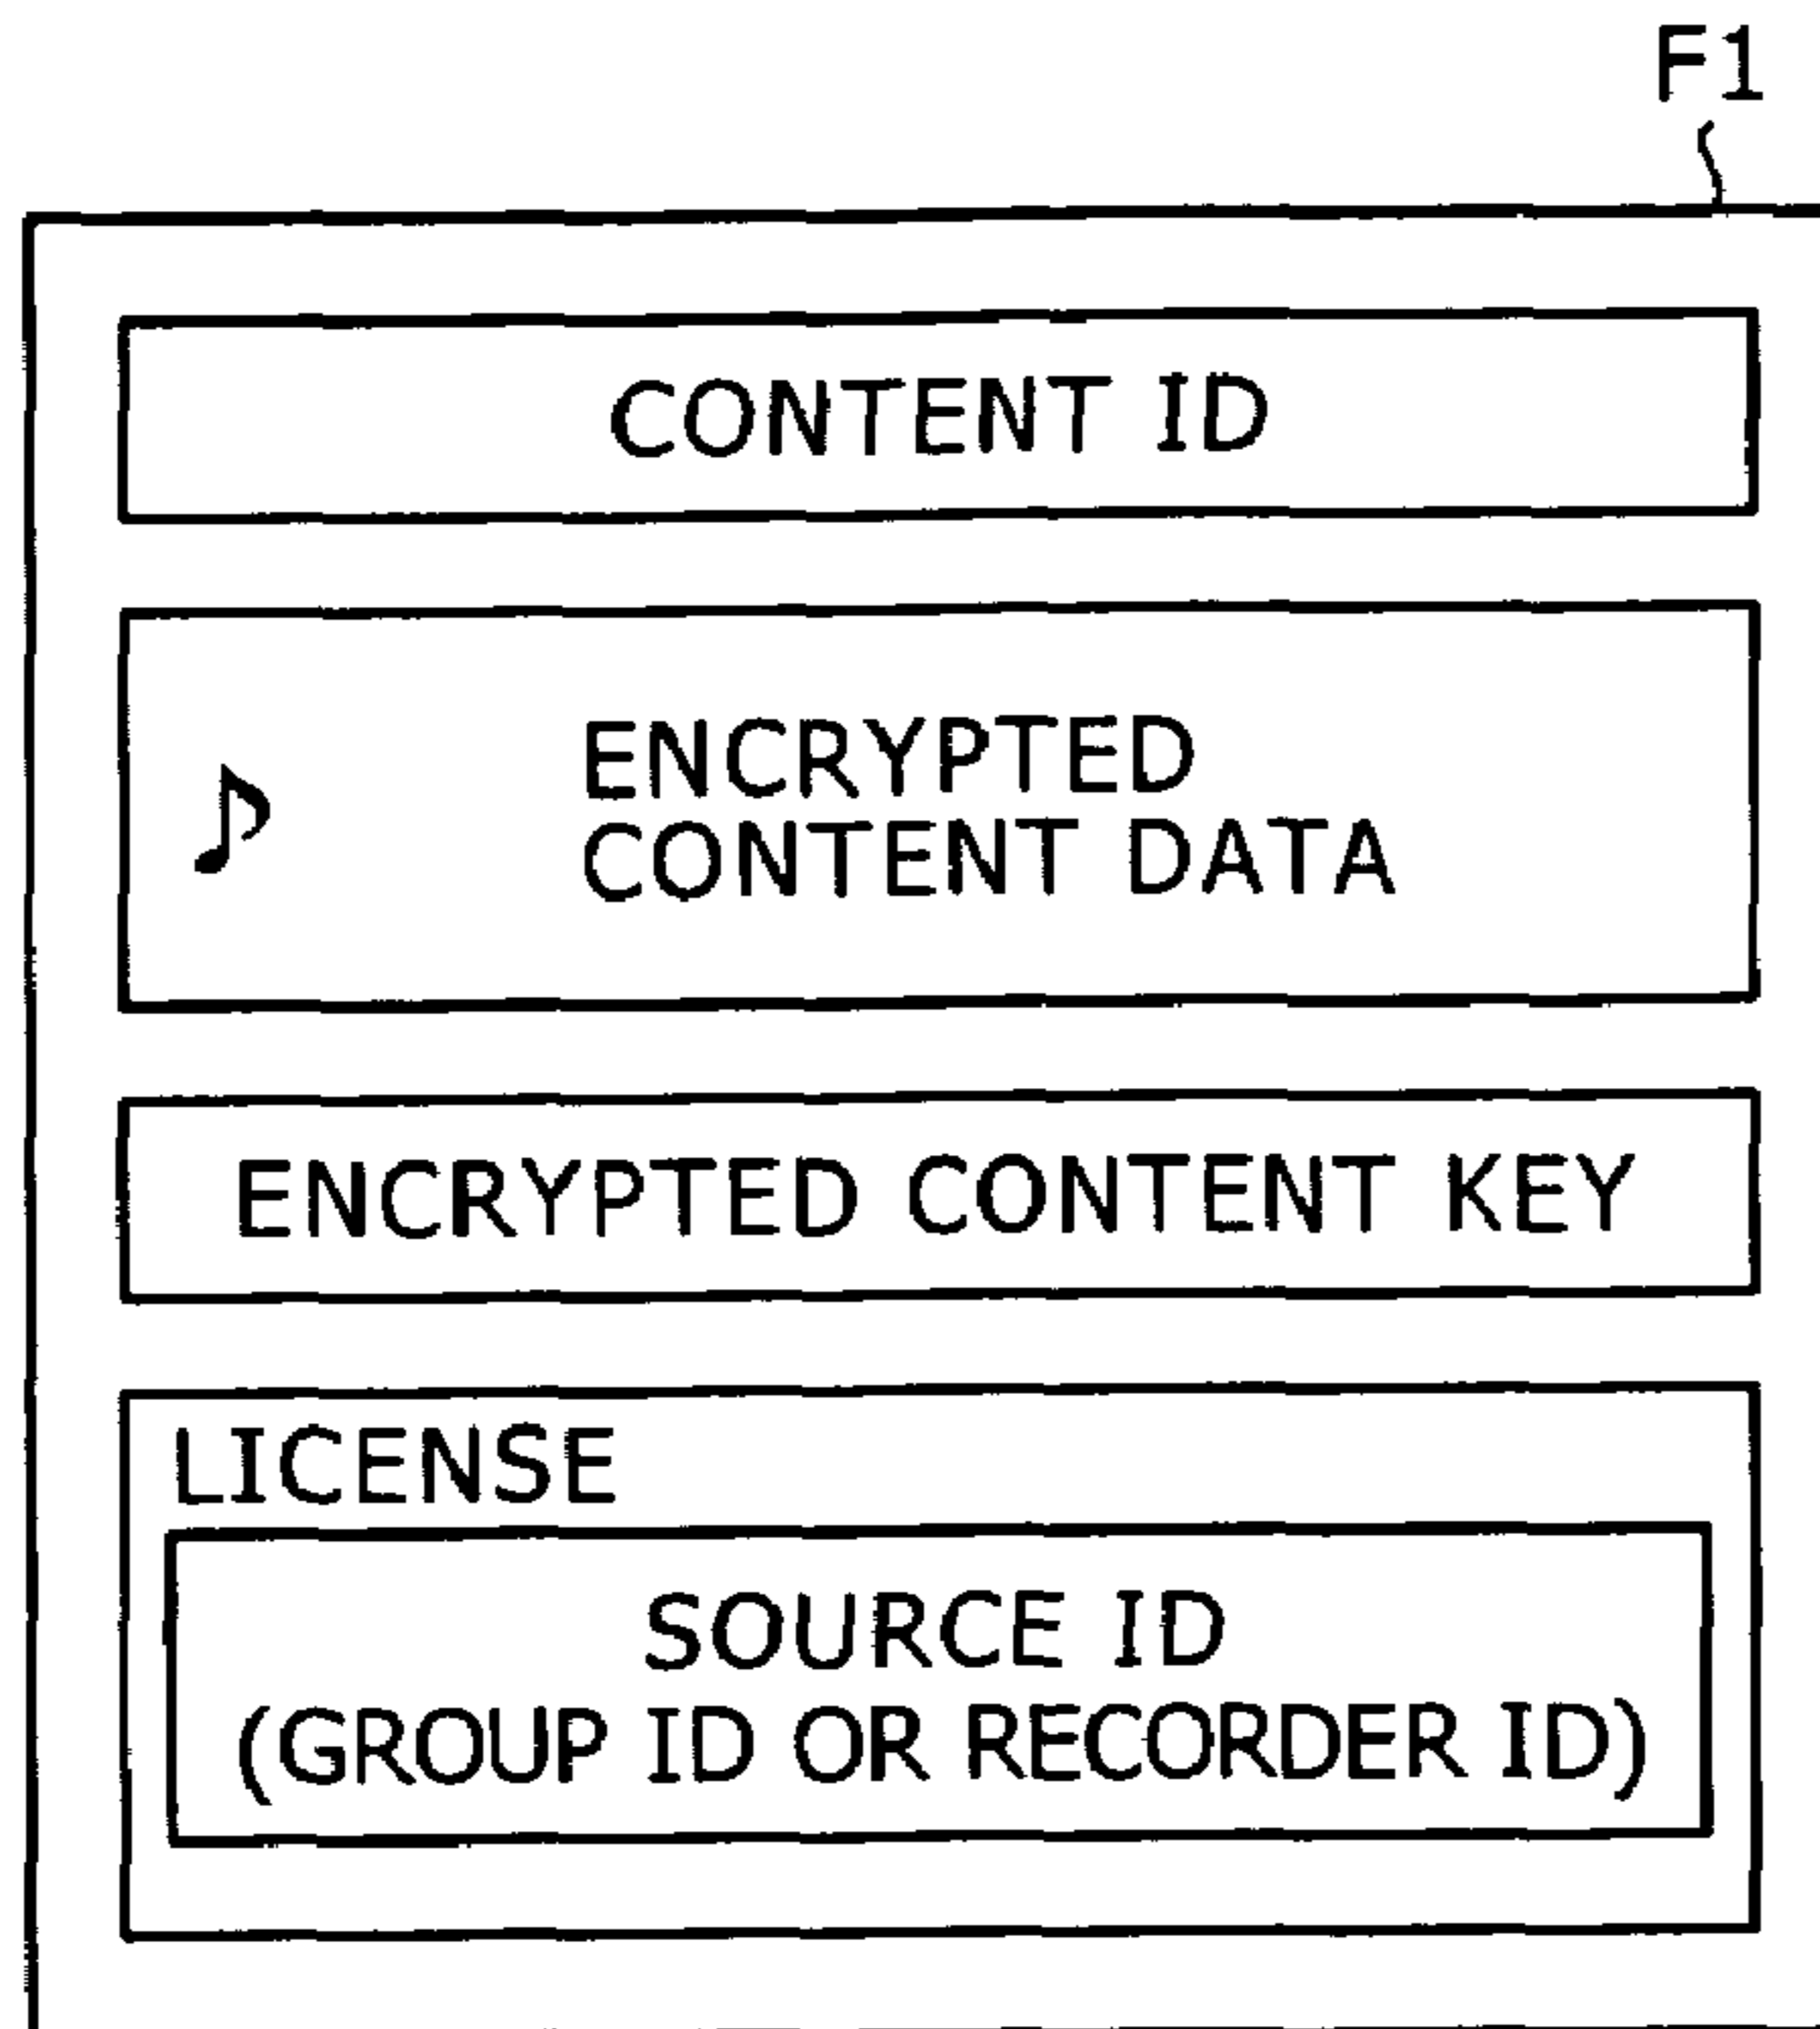 F1
CONTENT ID
ENCRYPTED
CONTENT DATA
ENCRYPTED CONTENT KEY
LICENSE
SOURCE ID
(GROUP ID OR RECORDER ID)